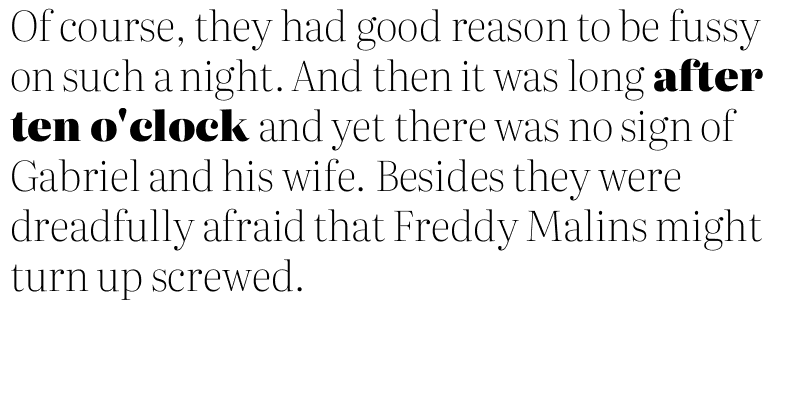 Of course, they had good reason to be fussy
on such a night. And then it was long after
ten o'clock and yet there was no sign of
Gabriel and his wife. Besides they were
dreadfully afraid that Freddy Malins might
turn up screwed.